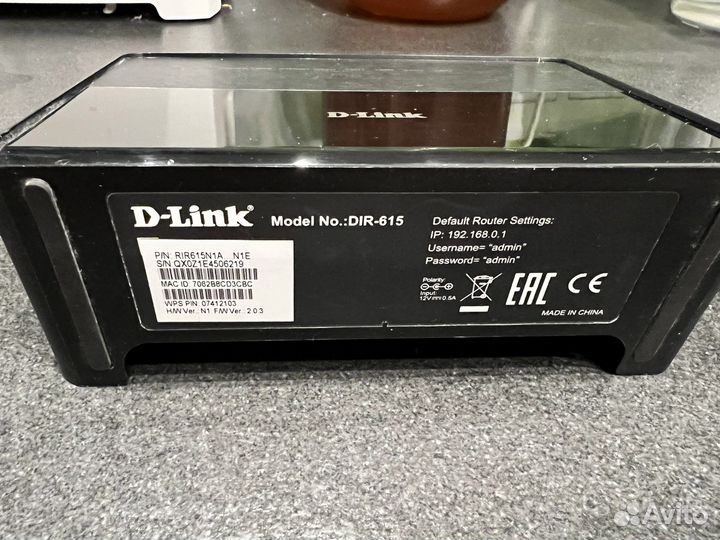 D-Link
D-Link
Model No.:DIR-615
P/N: RIR615N1A...N1E
S/N QX0Z1E4506219
MAC ID: 7062B8CD3CBC
WPS PIN: 07412103
H/W Ver.: N1 F/W Ver.: 2.0.3
Default Router Settings:
IP: 192.168.0.1
Username= "admin"
Password= "admin"
Polarity:
Input:
12V 0.5A
EAC CE
MADE IN CHINA
Avito